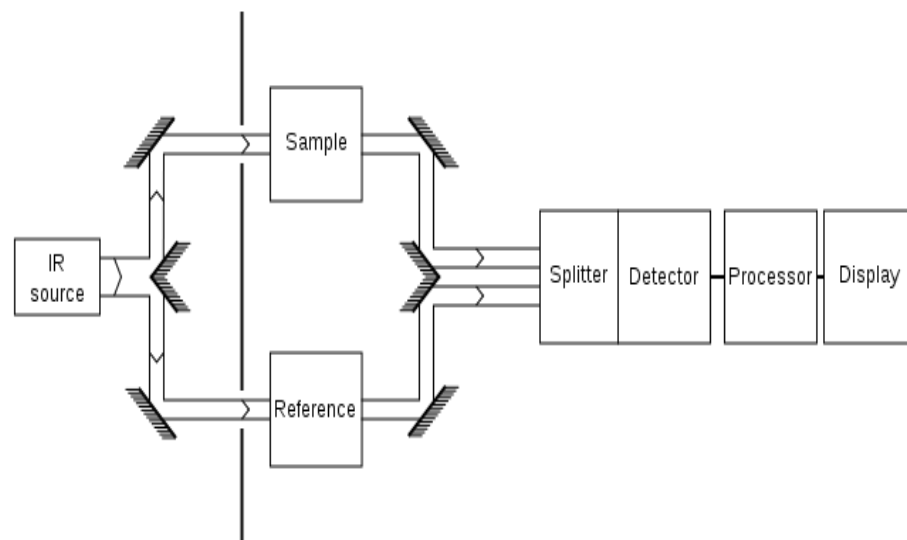 Sample
IR
source
Splitter
Detector
Processor
Display
Reference